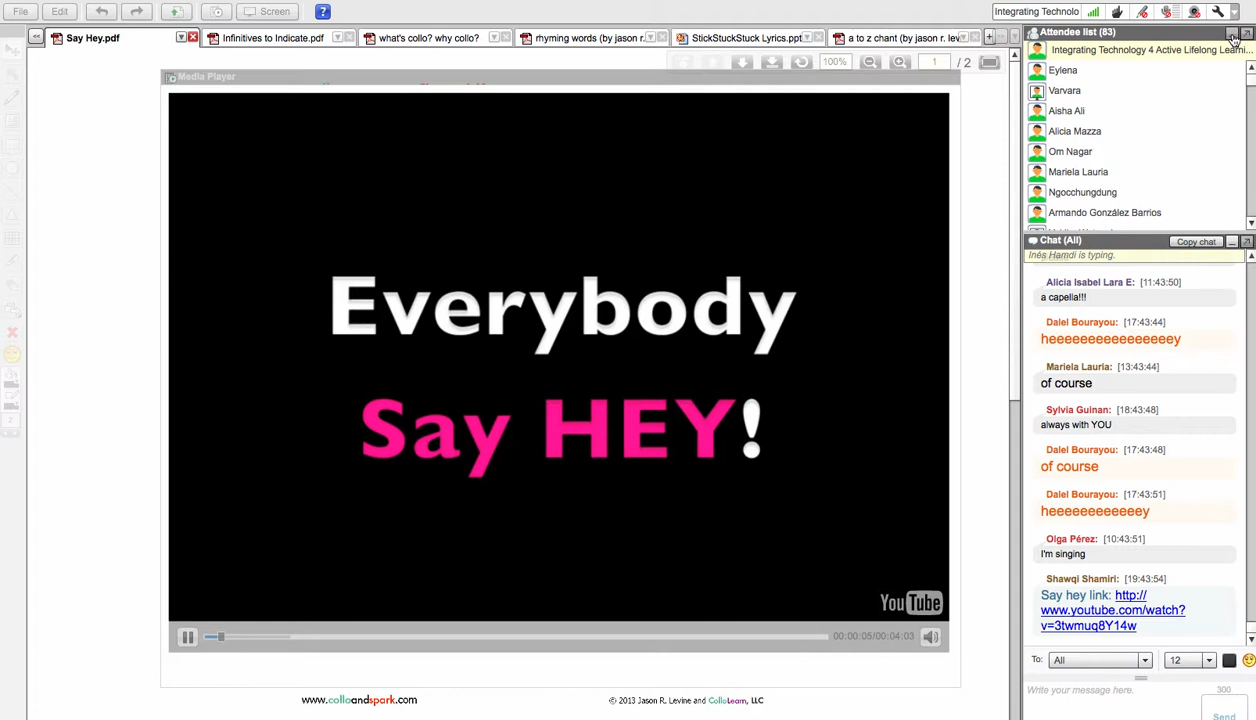 File Edit Screen ? Integrating Technolo
<< Say Hey.pdf Infinitives to Indicate.pdf what's collo? why collo? rhyming words (by jason r. StickStuckStuck Lyrics.ppt a to z chant (by jason r. lev
Media Player 100% 1 / 2
Everybody
Say HEY!
YouTube
00:00:05/00:04:03
www.colloandspark.com © 2013 Jason R. Levine and ColloLearn, LLC
Attendee list (83)
Integrating Technology 4 Active Lifelong Learni...
Eylena
Varvara
Aisha Ali
Alicia Mazza
Om Nagar
Mariela Lauria
Ngocchungdung
Armando González Barrios
Chat (All) Copy chat
Inés Hamdi is typing.
Alicia Isabel Lara E: [11:43:50]
a capella!!!
Dalel Bourayou: [17:43:44]
heeeeeeeeeeeeeeey
Mariela Lauria: [13:43:44]
of course
Sylvia Guinan: [18:43:48]
always with YOU
Dalel Bourayou: [17:43:48]
of course
Dalel Bourayou: [17:43:51]
heeeeeeeeeeey
Olga Pérez: [10:43:51]
I'm singing
Shawqi Shamiri: [19:43:54]
Say hey link: http://
www.youtube.com/watch?
v=3twmuq8Y14w
To: All 12
Write your message here. 300
Send
2